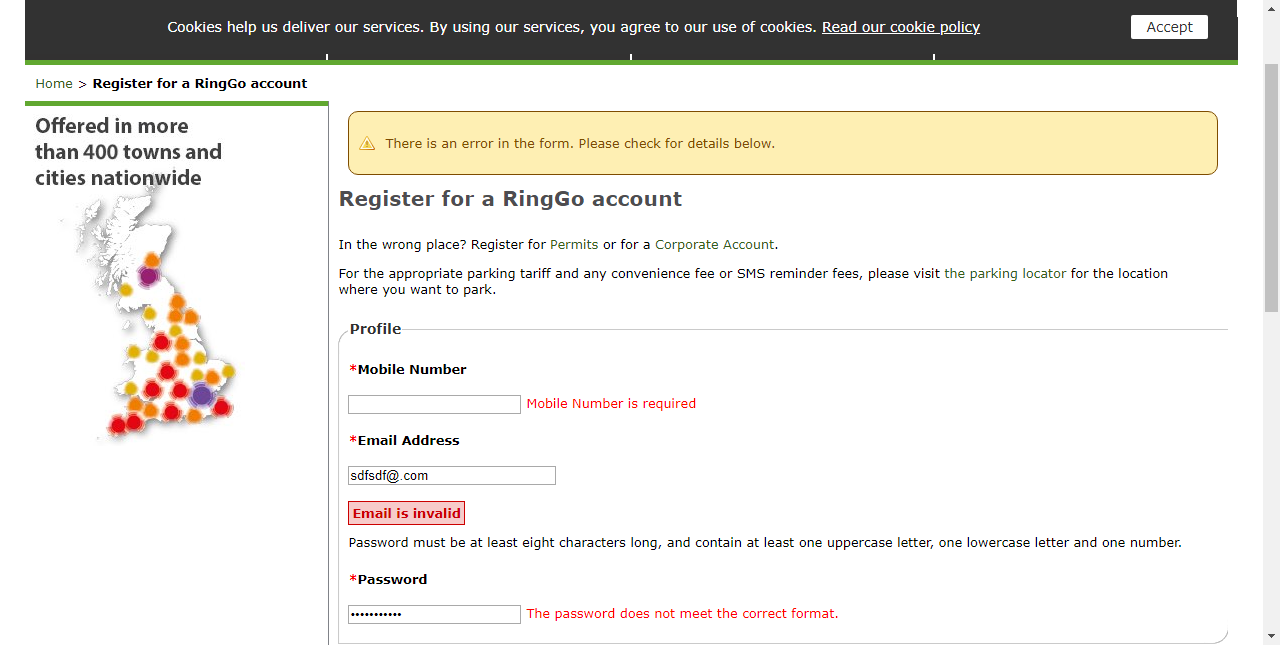 Cookies help us deliver our services. By using our services, you agree to our use of cookies. Read our cookie policy
Accept
Home > Register for a RingGo account
Offered in more
than 400 towns and
cities nationwide
There is an error in the form. Please check for details below.
Register for a RingGo account
In the wrong place? Register for Permits or for a Corporate Account.
For the appropriate parking tariff and any convenience fee or SMS reminder fees, please visit the parking locator for the location
where you want to park.
Profile
*Mobile Number
Mobile Number is required
*Email Address
sdfsdf@.com
Email is invalid
Password must be at least eight characters long, and contain at least one uppercase letter, one lowercase letter and one number.
*Password
••••••••••• The password does not meet the correct format.